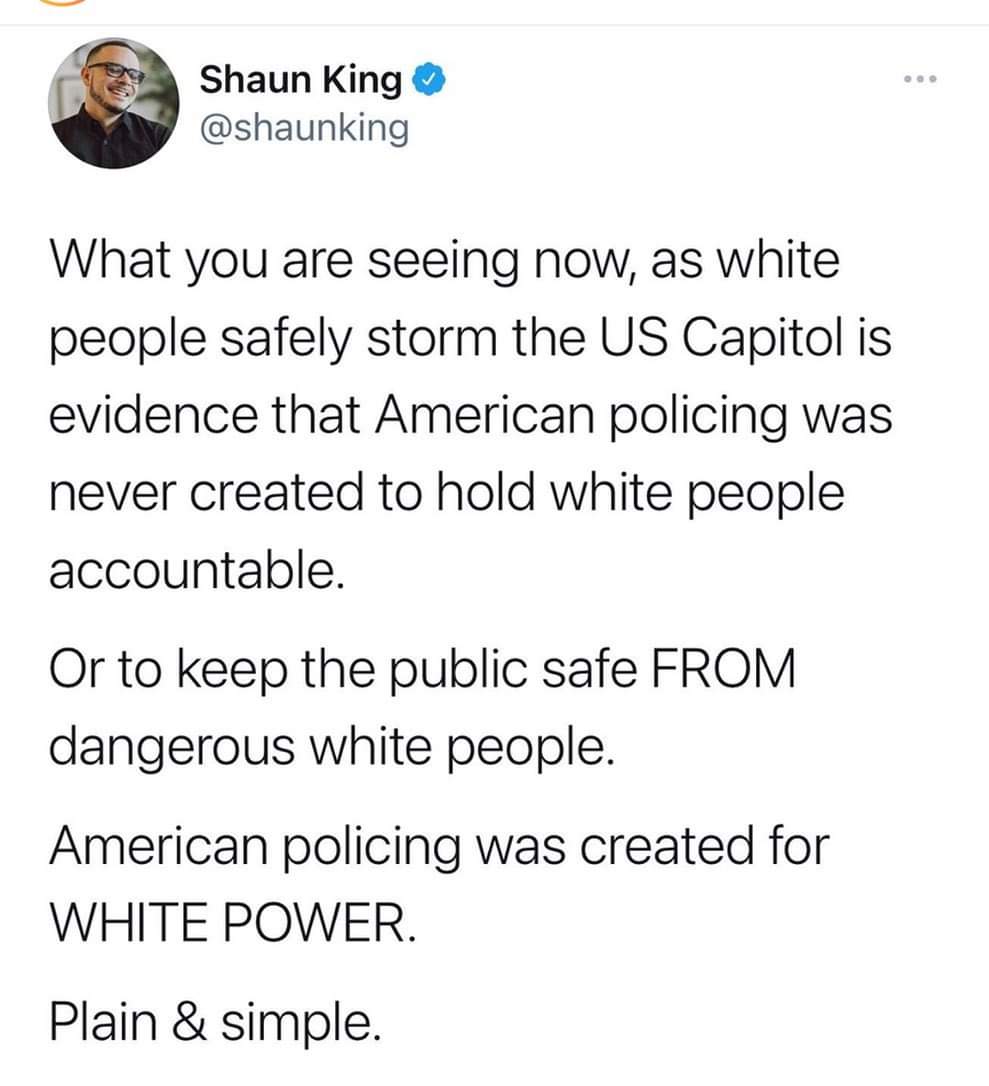 Shaun King
@shaunking
What you are seeing now, as white
people safely storm the US Capitol is
evidence that American policing was
never created to hold white people
accountable.
Or to keep the public safe FROM
dangerous white people.
American policing was created for
WHITE POWER.
Plain & simple.